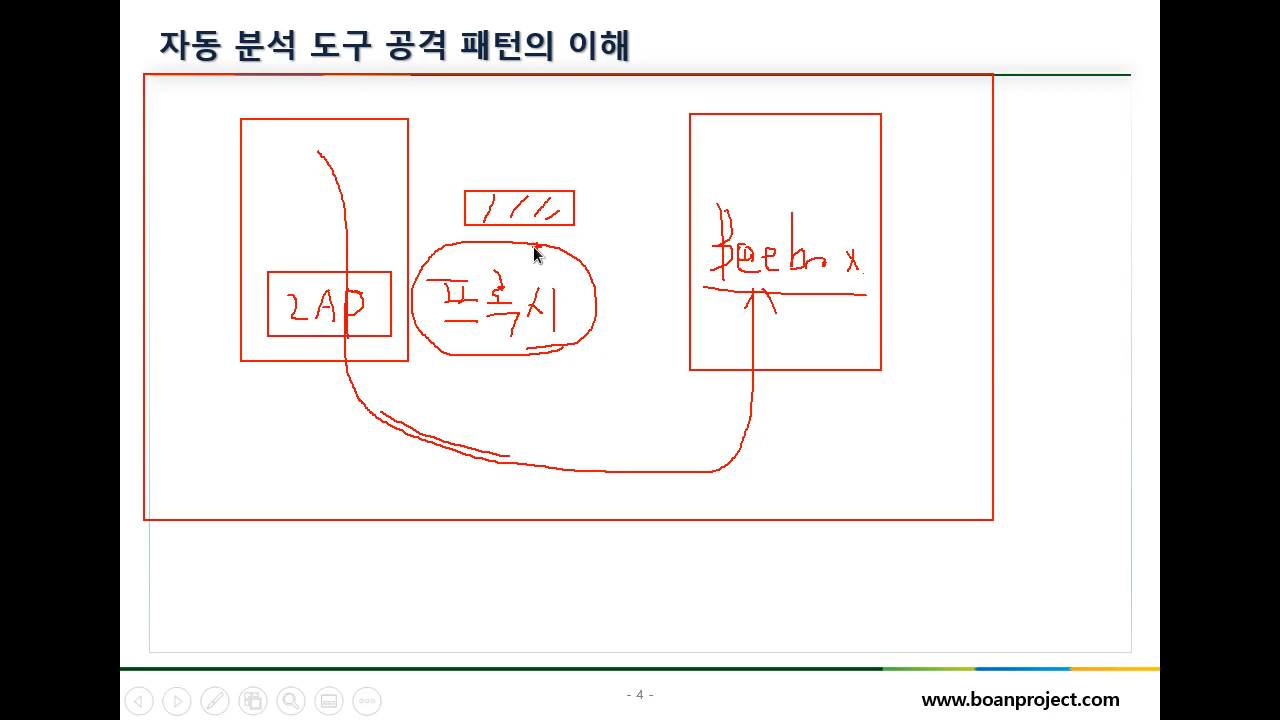 자동 분석 도구 공격 패턴의 이해
ZAP
프록시
Beebox
- 4 -
www.boanproject.com